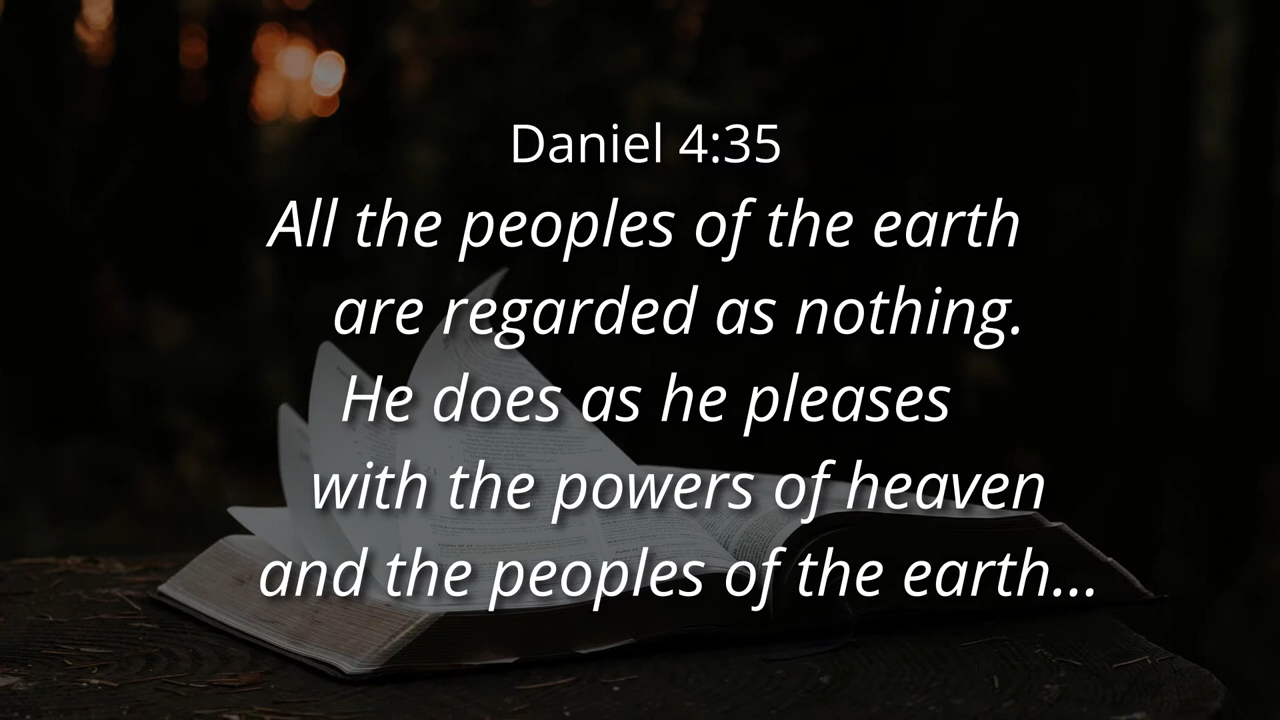 Daniel 4:35
All the peoples of the earth
are regarded as nothing.
He does as he pleases
with the powers of heaven
and the peoples of the earth...